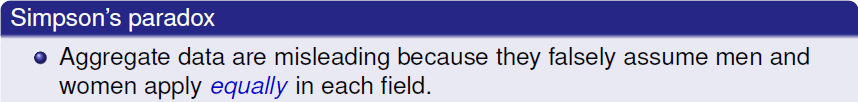 Simpson's paradox
Aggregate data are misleading because they falsely assume men and
women apply equally in each field.